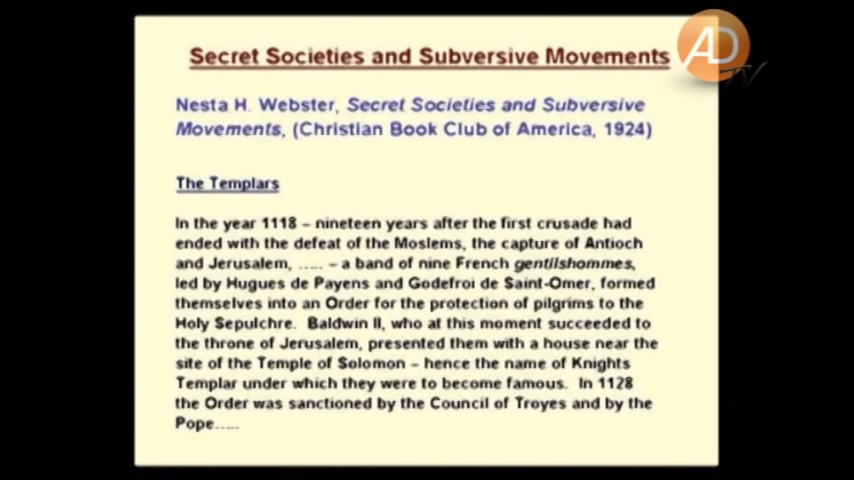 Secret Societies and Subversive Movements
AD
TV
Nesta H. Webster, Secret Societies and Subversive
Movements, (Christian Book Club of America, 1924)
The Templars
In the year 1118 – nineteen years after the first crusade had
ended with the defeat of the Moslems, the capture of Antioch
and Jerusalem, ..... – a band of nine French gentilshommes,
led by Hugues de Payens and Godefroi de Saint-Omer, formed
themselves into an Order for the protection of pilgrims to the
Holy Sepulchre. Baldwin II, who at this moment succeeded to
the throne of Jerusalem, presented them with a house near the
site of the Temple of Solomon – hence the name of Knights
Templar under which they were to become famous. In 1128
the Order was sanctioned by the Council of Troyes and by the
Pope.....